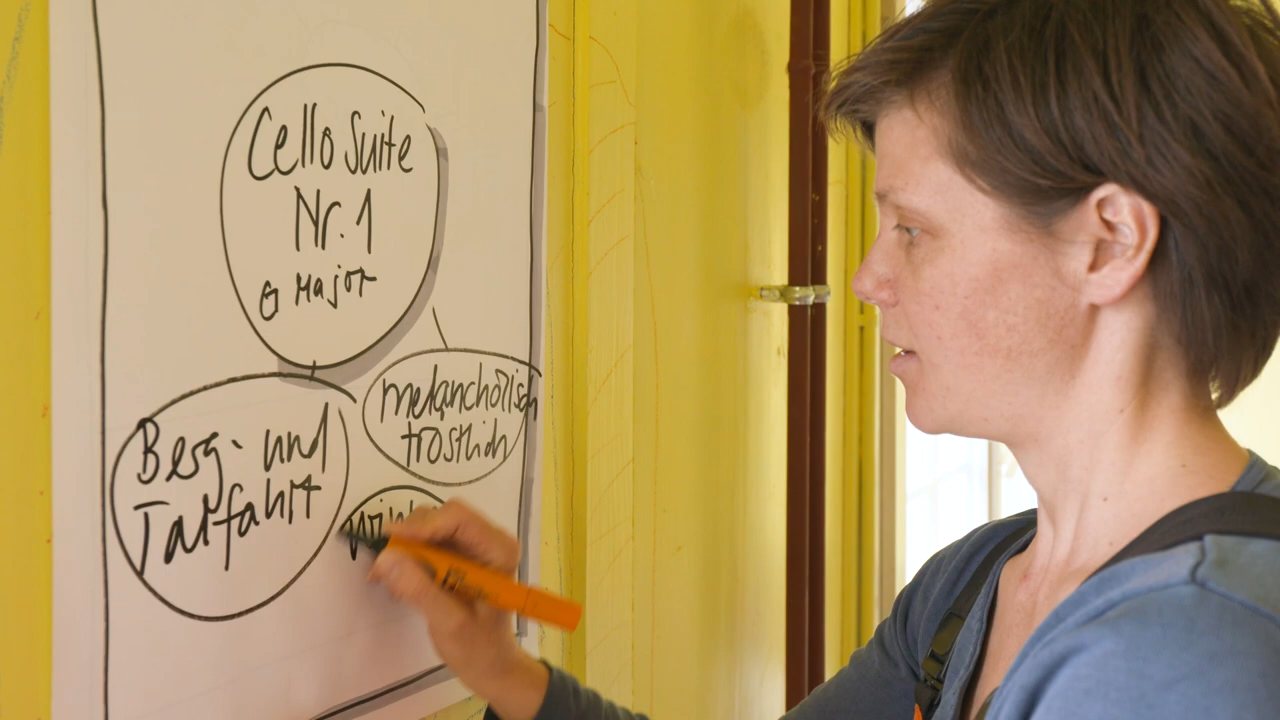 Cello Suite
Nr. 1
G Major
melancholisch
tröstlich
Berg- und
Talfahrt